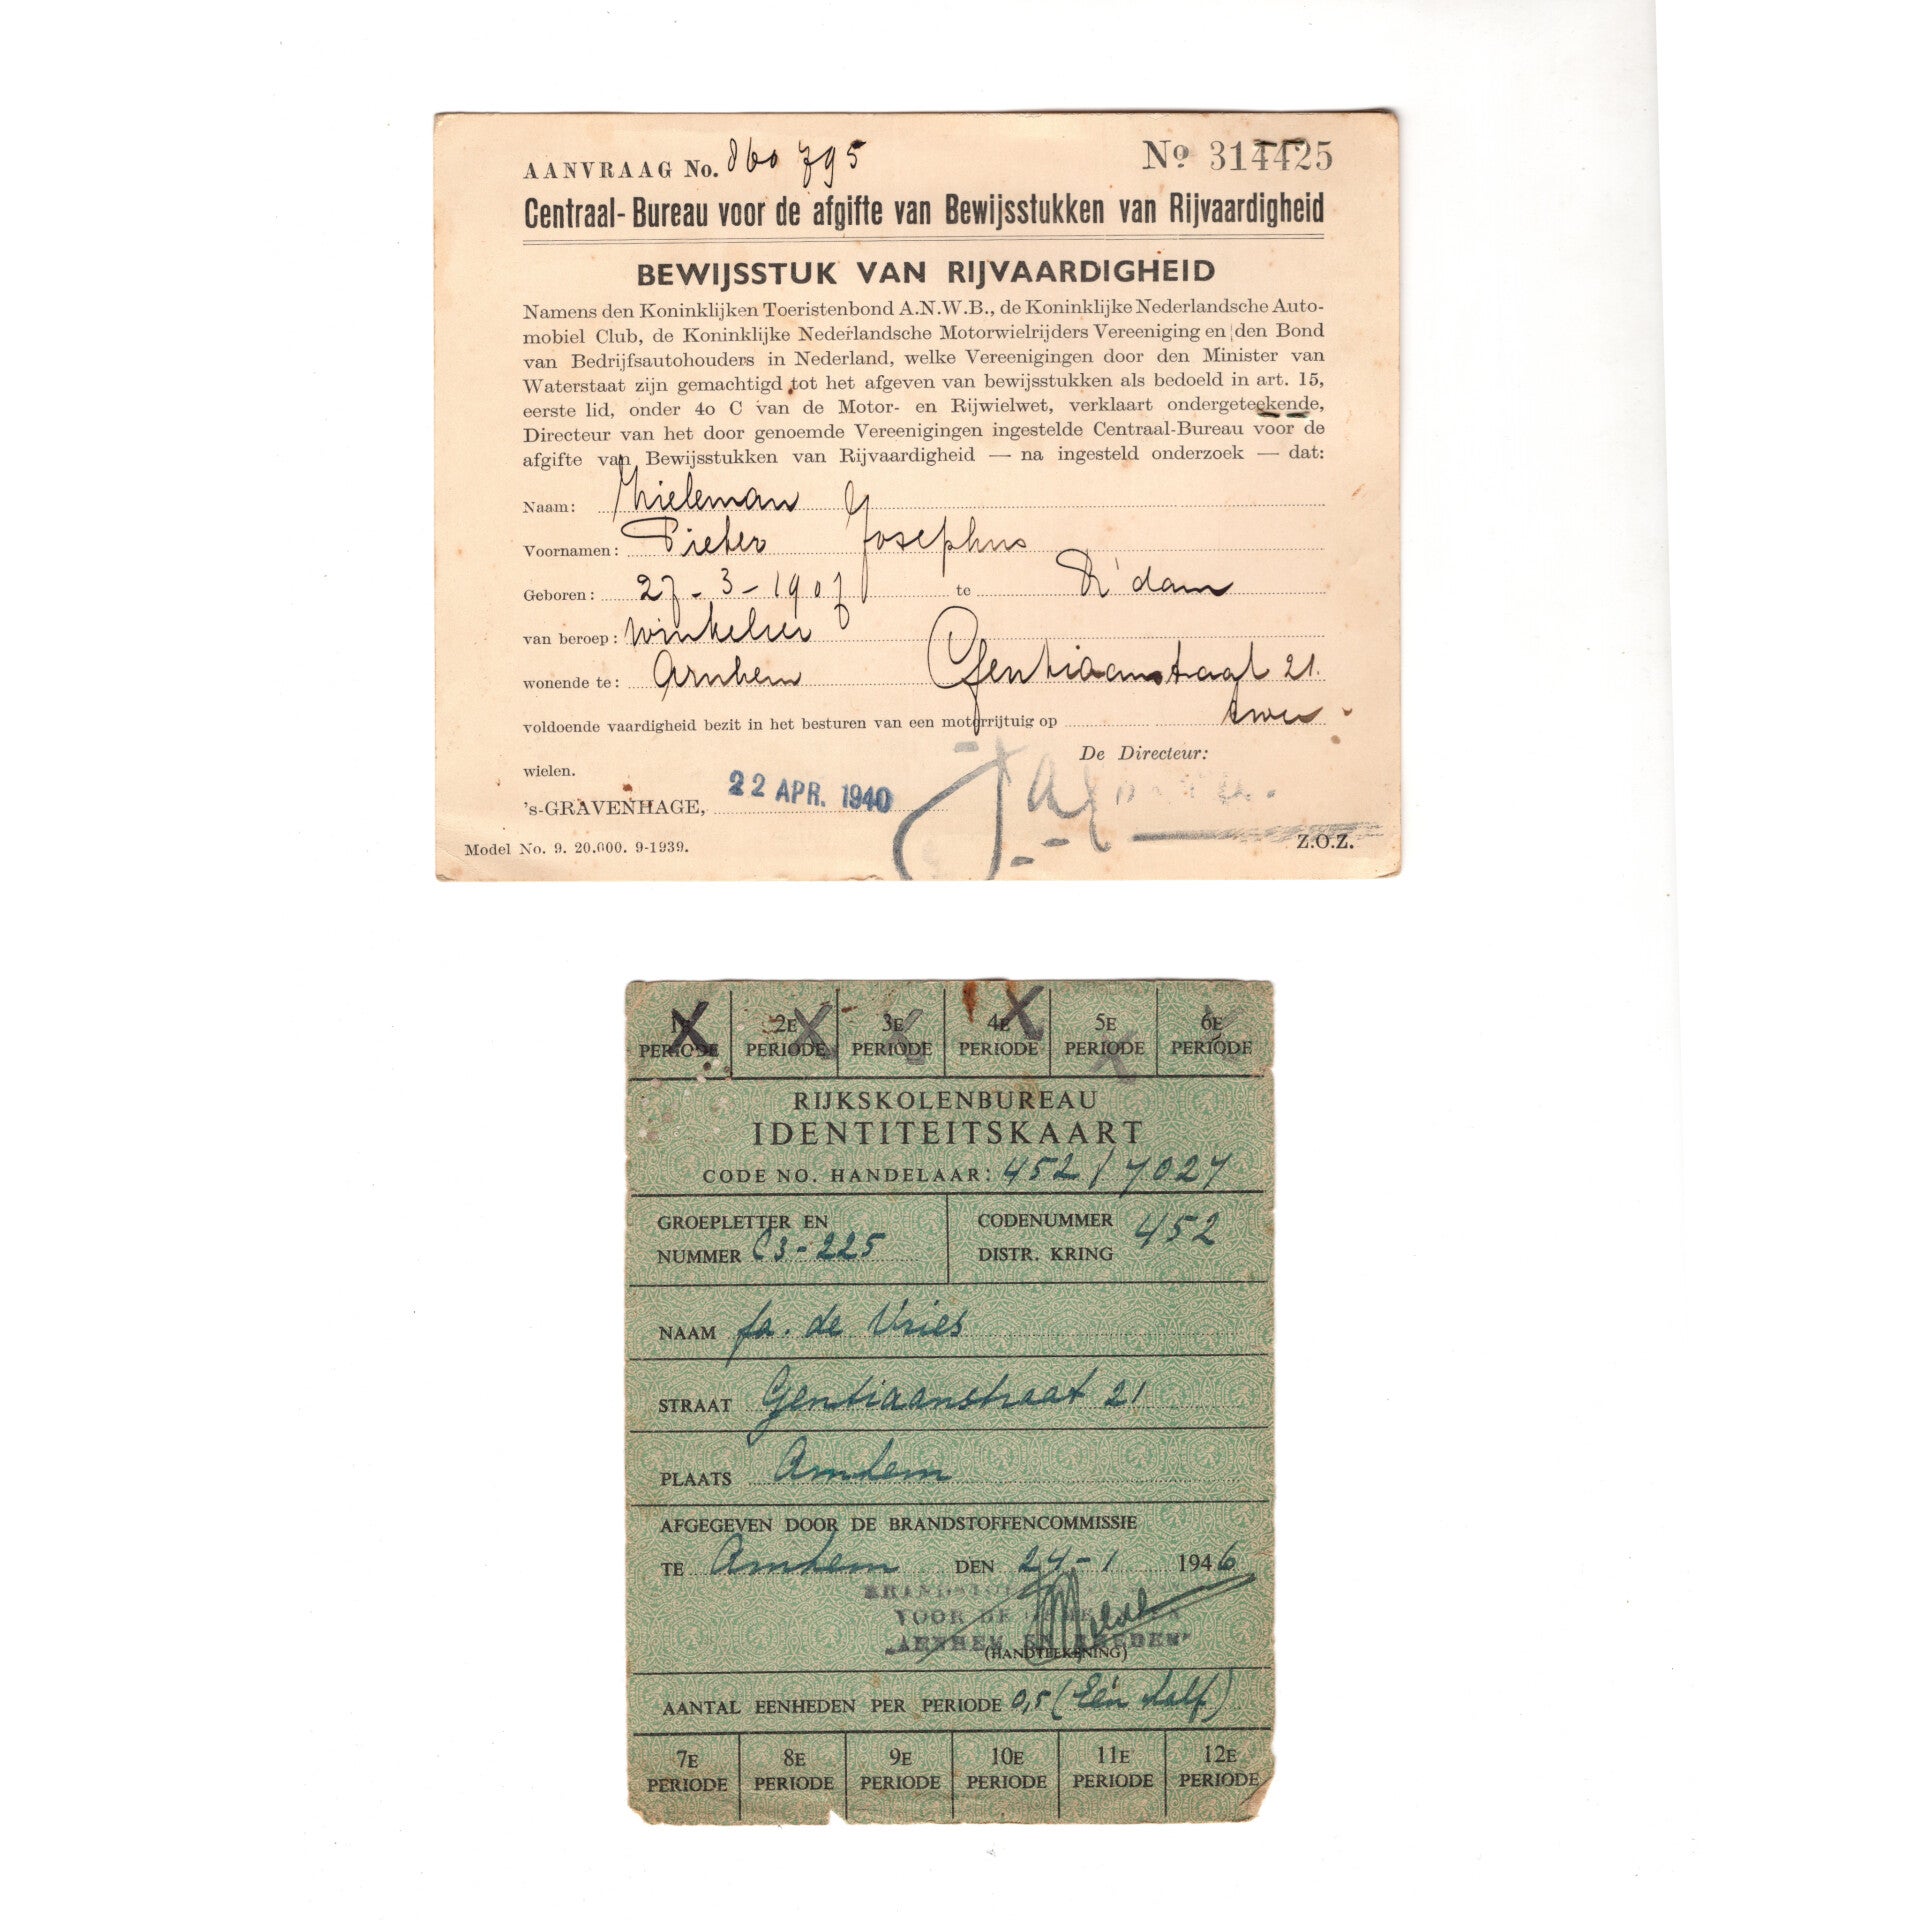 AANVRAAG No. 860795
No 314425
Centraal-Bureau voor de afgifte van Bewijsstukken van Rijvaardigheid
BEWIJSSTUK VAN RIJVAARDIGHEID
Namens den Koninklijken Toeristenbond A.N.W.B., de Koninklijke Nederlandsche Auto-
mobiel Club, de Koninklijke Nederlandsche Motorwielrijders Vereeniging en den Bond
van Bedrijfsautohouders in Nederland, welke Vereenigingen door den Minister van
Waterstaat zijn gemachtigd tot het afgeven van bewijsstukken als bedoeld in art. 15,
eerste lid, onder 4o C van de Motor- en Rijwielwet, verklaart ondergeteekende,
Directeur van het door genoemde Vereenigingen ingestelde Centraal-Bureau voor de
afgifte van Bewijsstukken van Rijvaardigheid — na ingesteld onderzoek — dat:
Naam: Thieleman
Voornamen: Pieter Josephus
Geboren: 27-3-1907 te R'dam
van beroep: winkelier
wonende te: Arnhem Gentiaanstraat 21.
voldoende vaardigheid bezit in het besturen van een motorrijtuig op twee
De Directeur:
wielen.
's-GRAVENHAGE, 22 APR. 1940
Model No. 9. 20.000. 9-1939.
Z.O.Z.
1E PERIODE 2E PERIODE 3E PERIODE 4E PERIODE 5E PERIODE 6E PERIODE
RIJKSKOLENBUREAU
IDENTITEITSKAART
CODE NO. HANDELAAR: 452/7027
GROEPLETTER EN NUMMER C3-225
CODENUMMER DISTR. KRING 452
NAAM fa. de Vries
STRAAT Gentiaanstraat 21
PLAATS Arnhem
AFGEGEVEN DOOR DE BRANDSTOFFENCOMMISSIE
TE Arnhem DEN 24-1 1946
VOOR DE
"ARNHEM EN RHEDEN"
(HANDTEEKENING)
AANTAL EENHEDEN PER PERIODE 0,5 (Eén half)
7E PERIODE 8E PERIODE 9E PERIODE 10E PERIODE 11E PERIODE 12E PERIODE